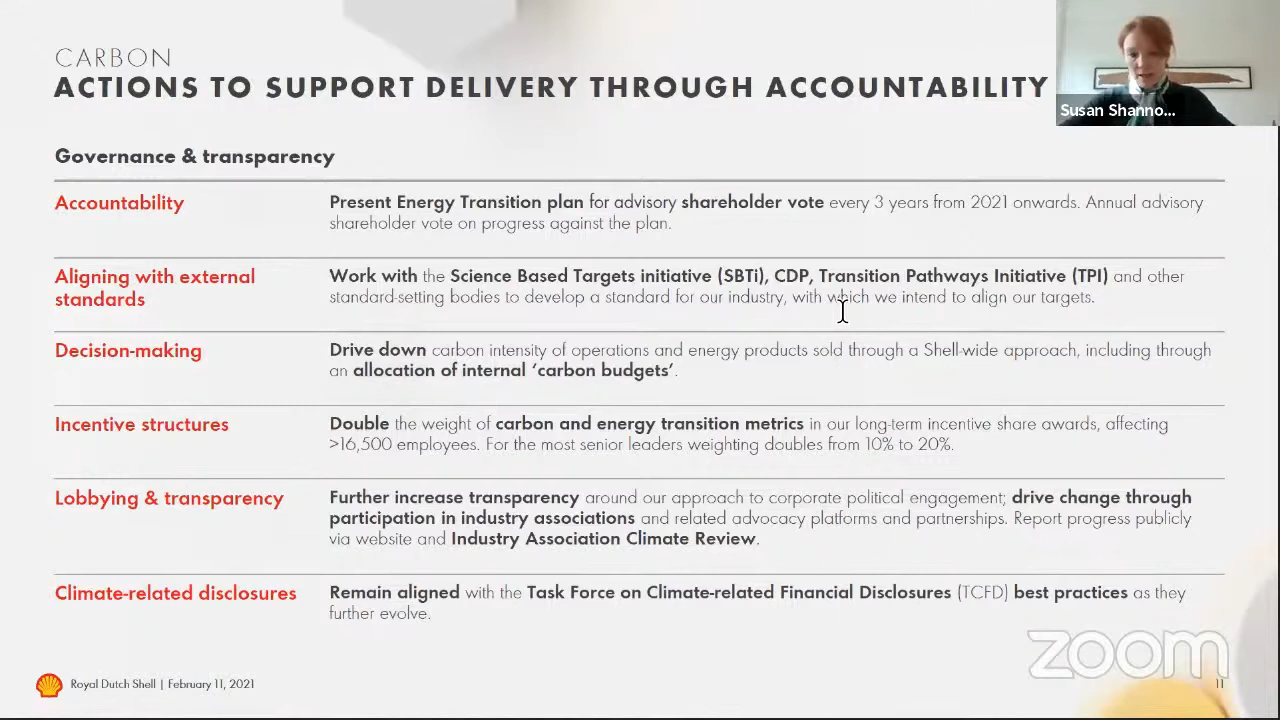 CARBON
ACTIONS TO SUPPORT DELIVERY THROUGH ACCOUNTABILITY
Susan Shanno...
Governance & transparency
Accountability
Present Energy Transition plan for advisory shareholder vote every 3 years from 2021 onwards. Annual advisory
shareholder vote on progress against the plan.
Aligning with external
standards
Work with the Science Based Targets initiative (SBTi), CDP, Transition Pathways Initiative (TPI) and other
standard-setting bodies to develop a standard for our industry, with which we intend to align our targets.
Decision-making
Drive down carbon intensity of operations and energy products sold through a Shell-wide approach, including through
an allocation of internal ‘carbon budgets’.
Incentive structures
Double the weight of carbon and energy transition metrics in our long-term incentive share awards, affecting
>16,500 employees. For the most senior leaders weighting doubles from 10% to 20%.
Lobbying & transparency
Further increase transparency around our approach to corporate political engagement; drive change through
participation in industry associations and related advocacy platforms and partnerships. Report progress publicly
via website and Industry Association Climate Review.
Climate-related disclosures
Remain aligned with the Task Force on Climate-related Financial Disclosures (TCFD) best practices as they
further evolve.
zoom
Royal Dutch Shell | February 11, 2021
11